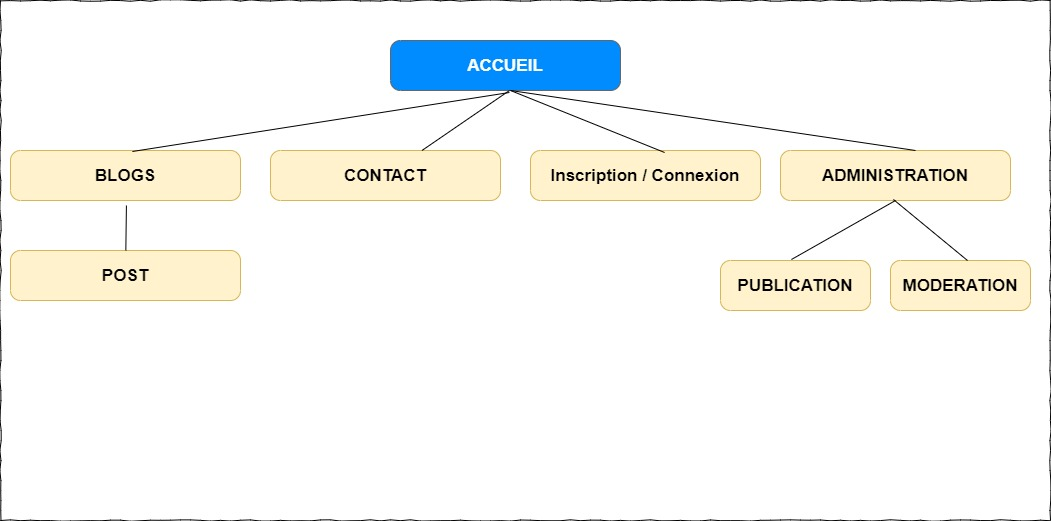 ACCUEIL
BLOGS
CONTACT
Inscription / Connexion
ADMINISTRATION
POST
PUBLICATION
MODERATION